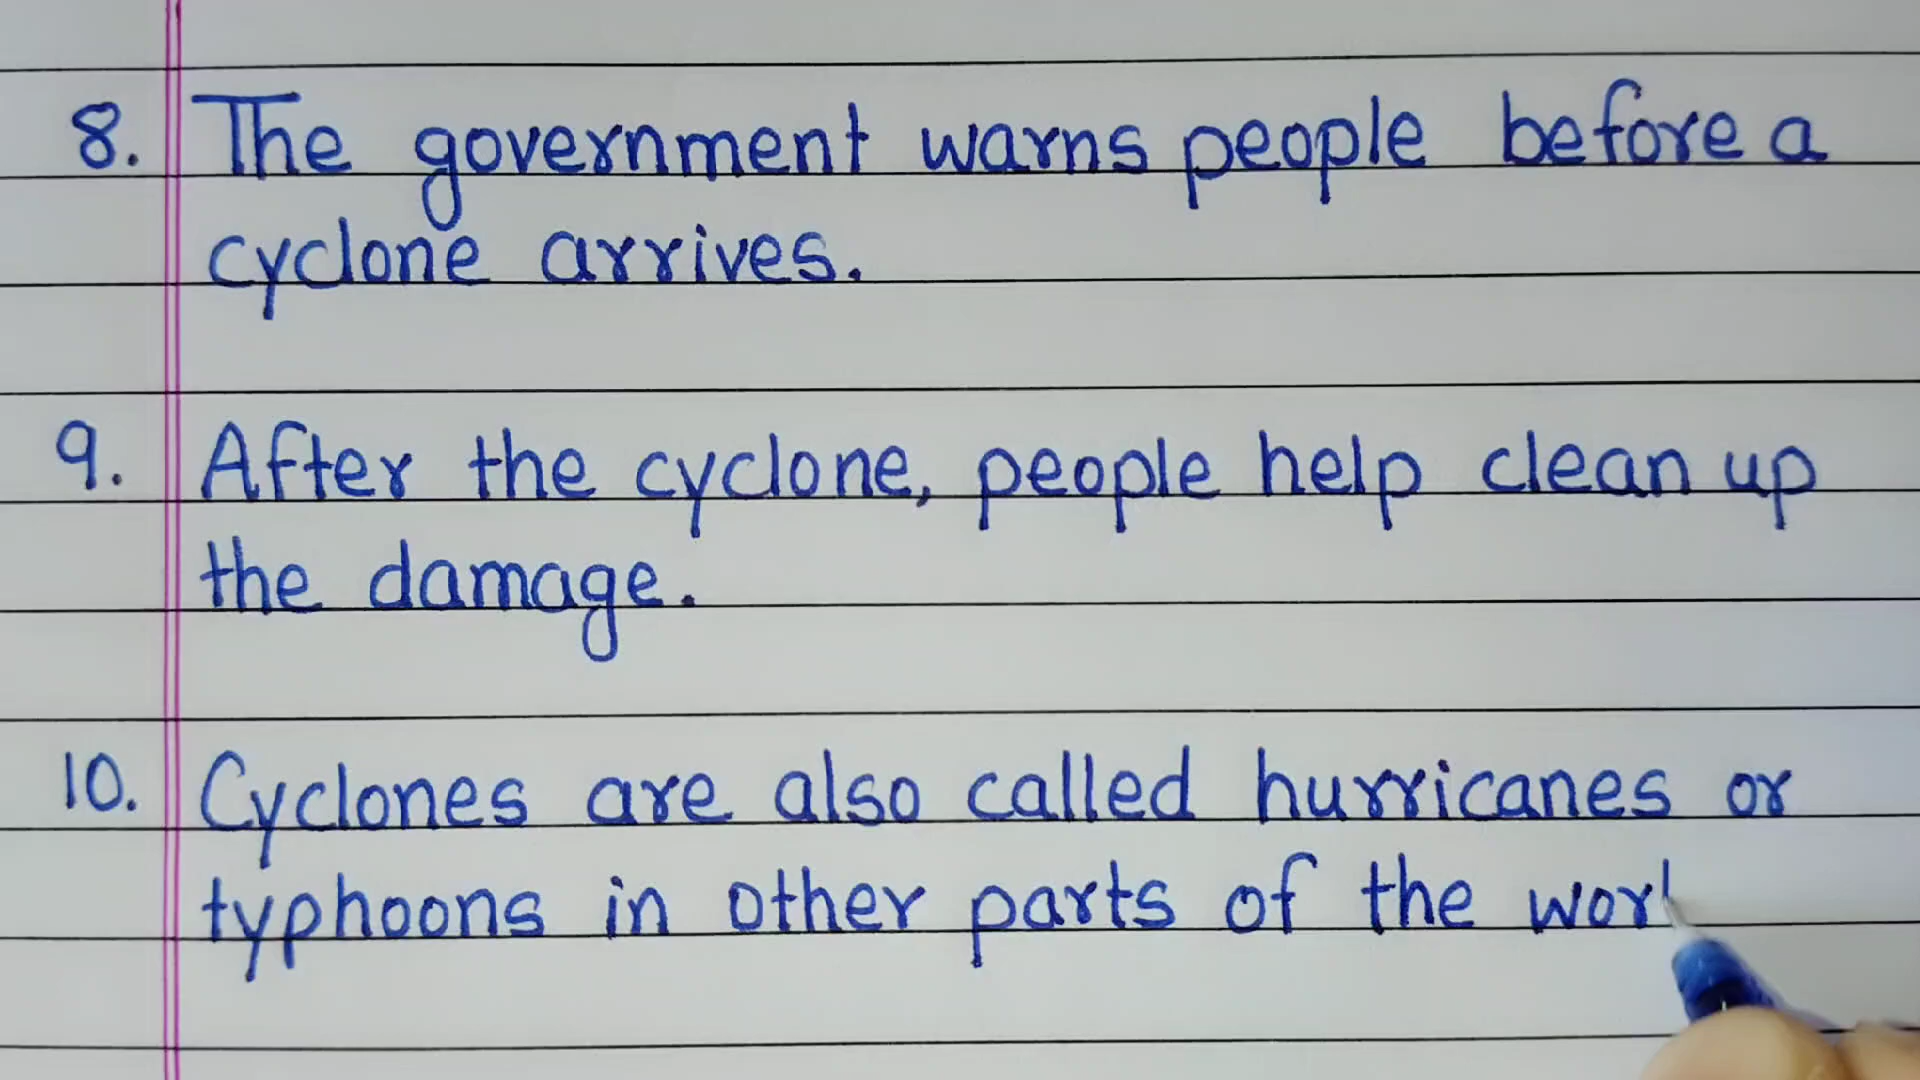 8. The government warns people before a
cyclone arrives.
9. After the cyclone, people help clean up
the damage.
10. Cyclones are also called hurricanes or
typhoons in other parts of the worl